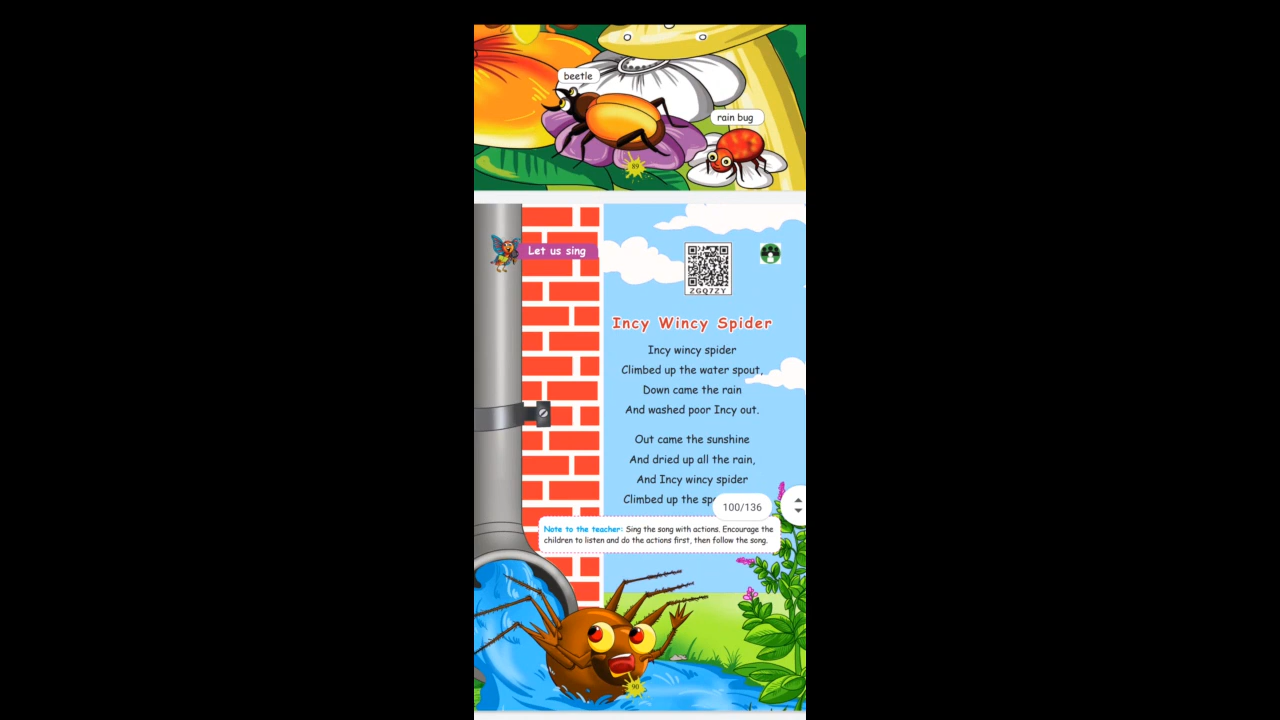 beetle
rain bug
89
Let us sing
ZGQ7ZY
Incy Wincy Spider
Incy wincy spider
Climbed up the water spout,
Down came the rain
And washed poor Incy out.
Out came the sunshine
And dried up all the rain,
And Incy wincy spider
Climbed up the
100/136
Note to the teacher: Sing the song with actions. Encourage the
children to listen and do the actions first, then follow the song.
90